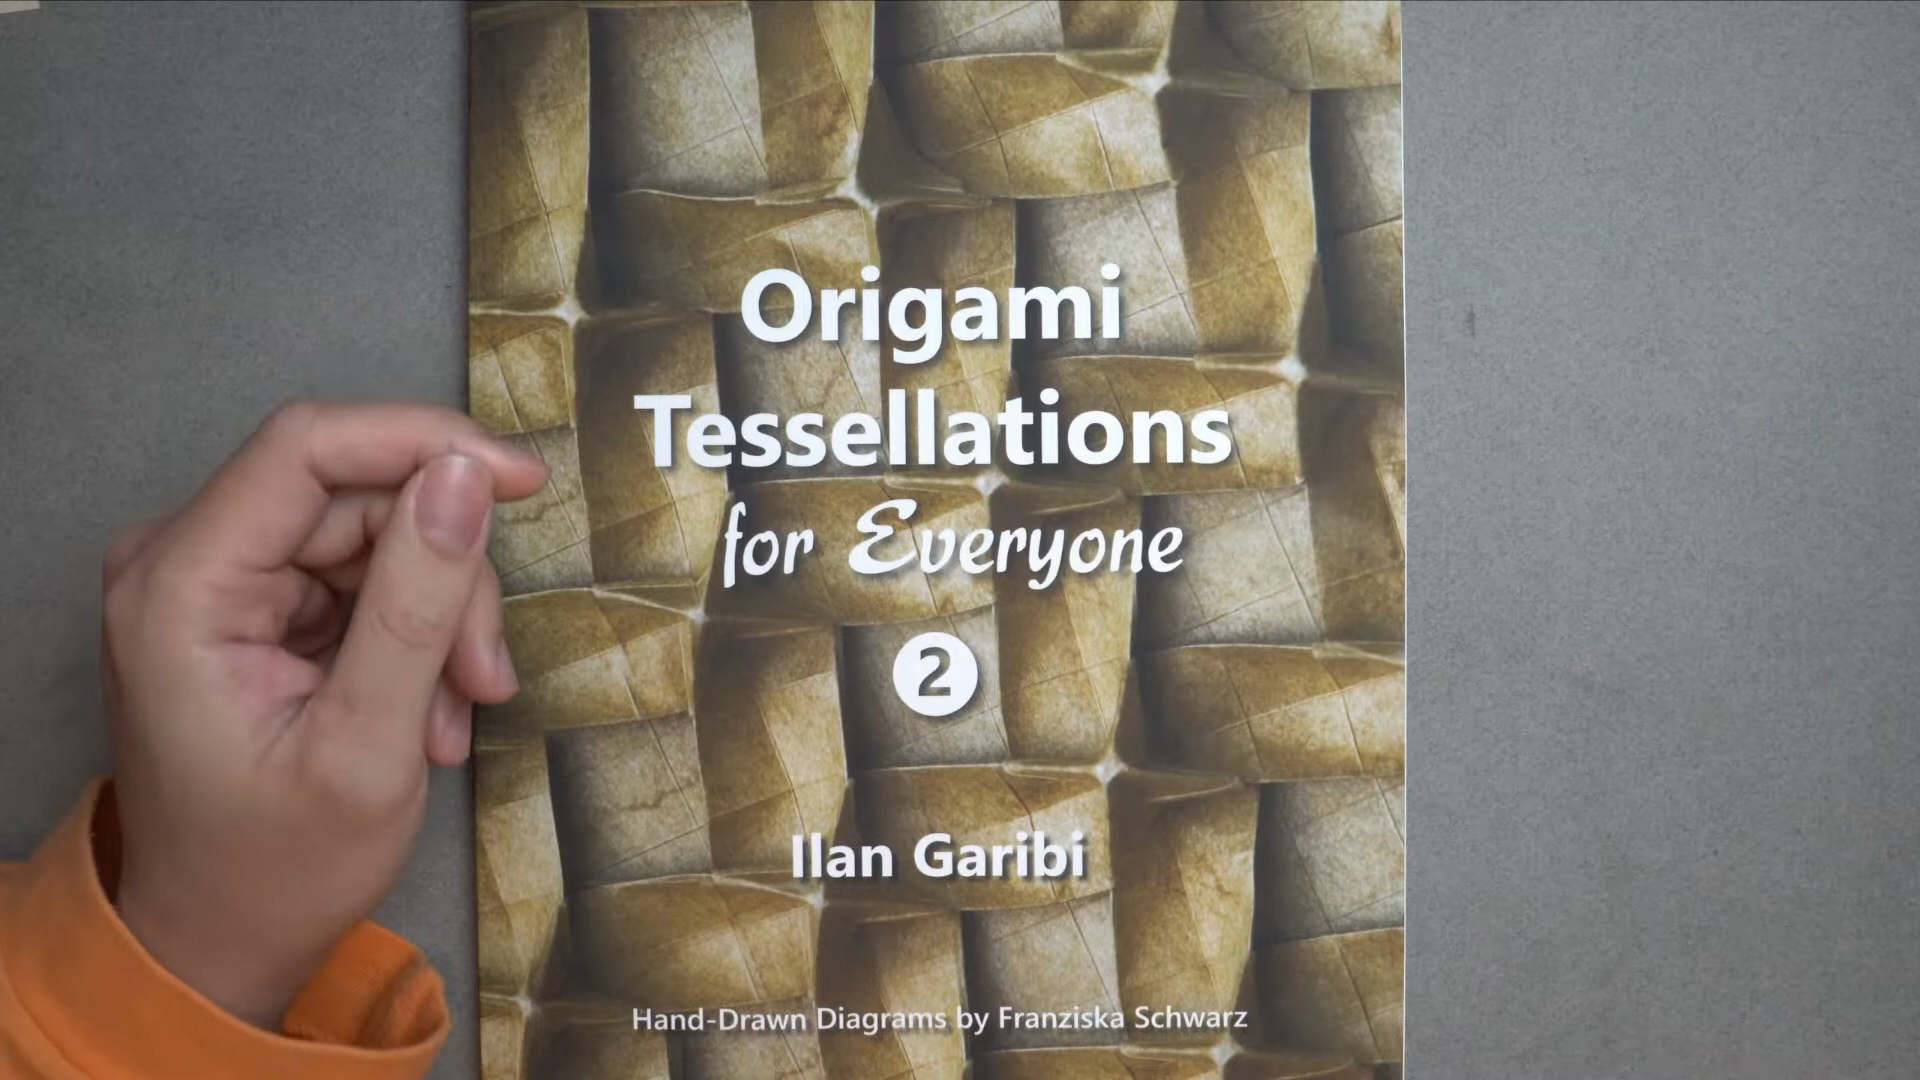 Origami
Tessellations
for Everyone
2
Ilan Garibi
Hand-Drawn Diagrams by Franziska Schwarz